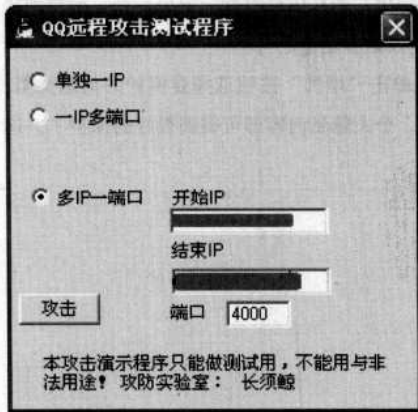 QQ远程攻击测试程序
单独一IP
一IP多端口
多IP一端口
开始IP
结束IP
攻击
端口
4000
本攻击演示程序只能做测试用，不能用与非
法用途！攻防实验室： 长须鲸